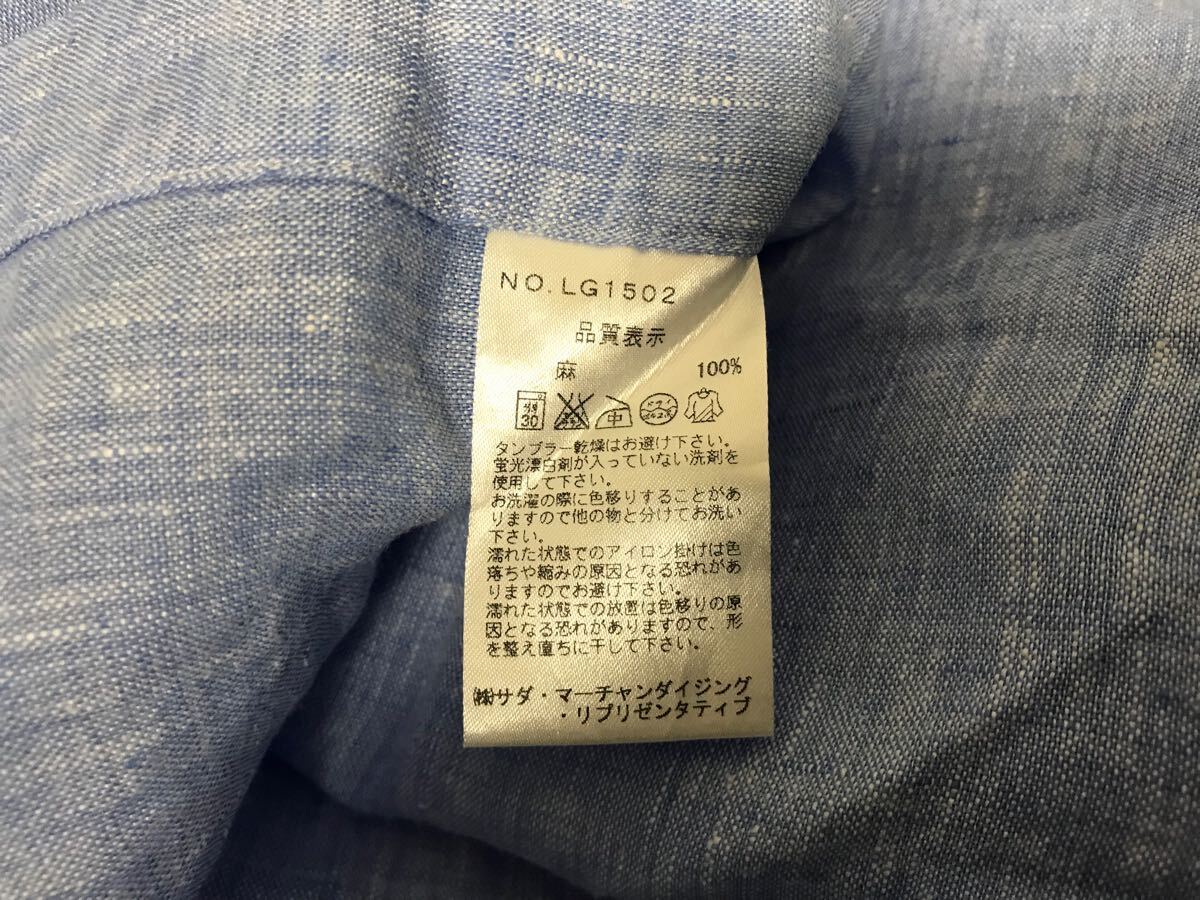 NO.LG1502
品質表示
麻 100%
30 中
タンブラー乾燥はお避け下さい。
蛍光漂白剤が入っていない洗剤を
使用して下さい。
お洗濯の際に色移りすることがあ
りますので他の物と分けてお洗い
下さい。
濡れた状態でのアイロン掛けは色
落ちや縮みの原因となる恐れがあ
りますのでお避け下さい。
濡れた状態での放置は色移りの原
因となる恐れがありますので、形
を整え直ちに干して下さい。
㈱サダ・マーチャンダイジング
・リプリゼンタティブ